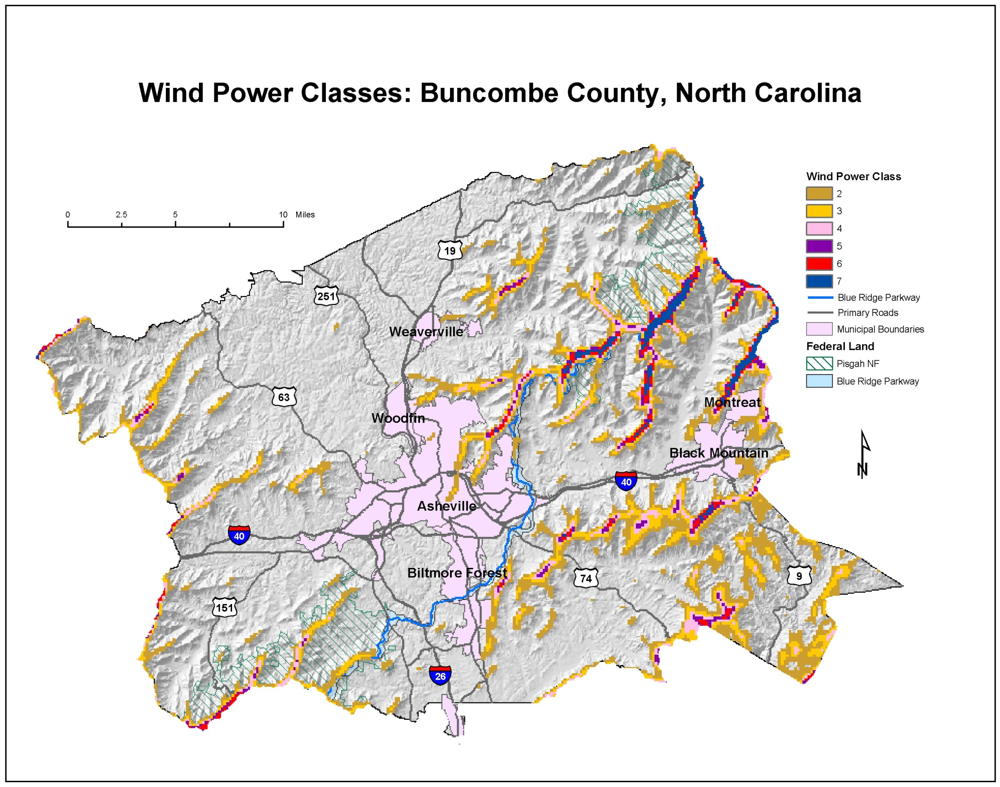 Wind Power Classes: Buncombe County, North Carolina
Wind Power Class
2
3
4
5
6
7
Blue Ridge Parkway
Primary Roads
Municipal Boundaries
Federal Land
Pisgah NF
Blue Ridge Parkway
0 2.5 5 10 Miles
19
251
Weaverville
63
Woodfin
Montreat
Black Mountain
N
40
Asheville
40
Biltmore Forest
74
9
151
26